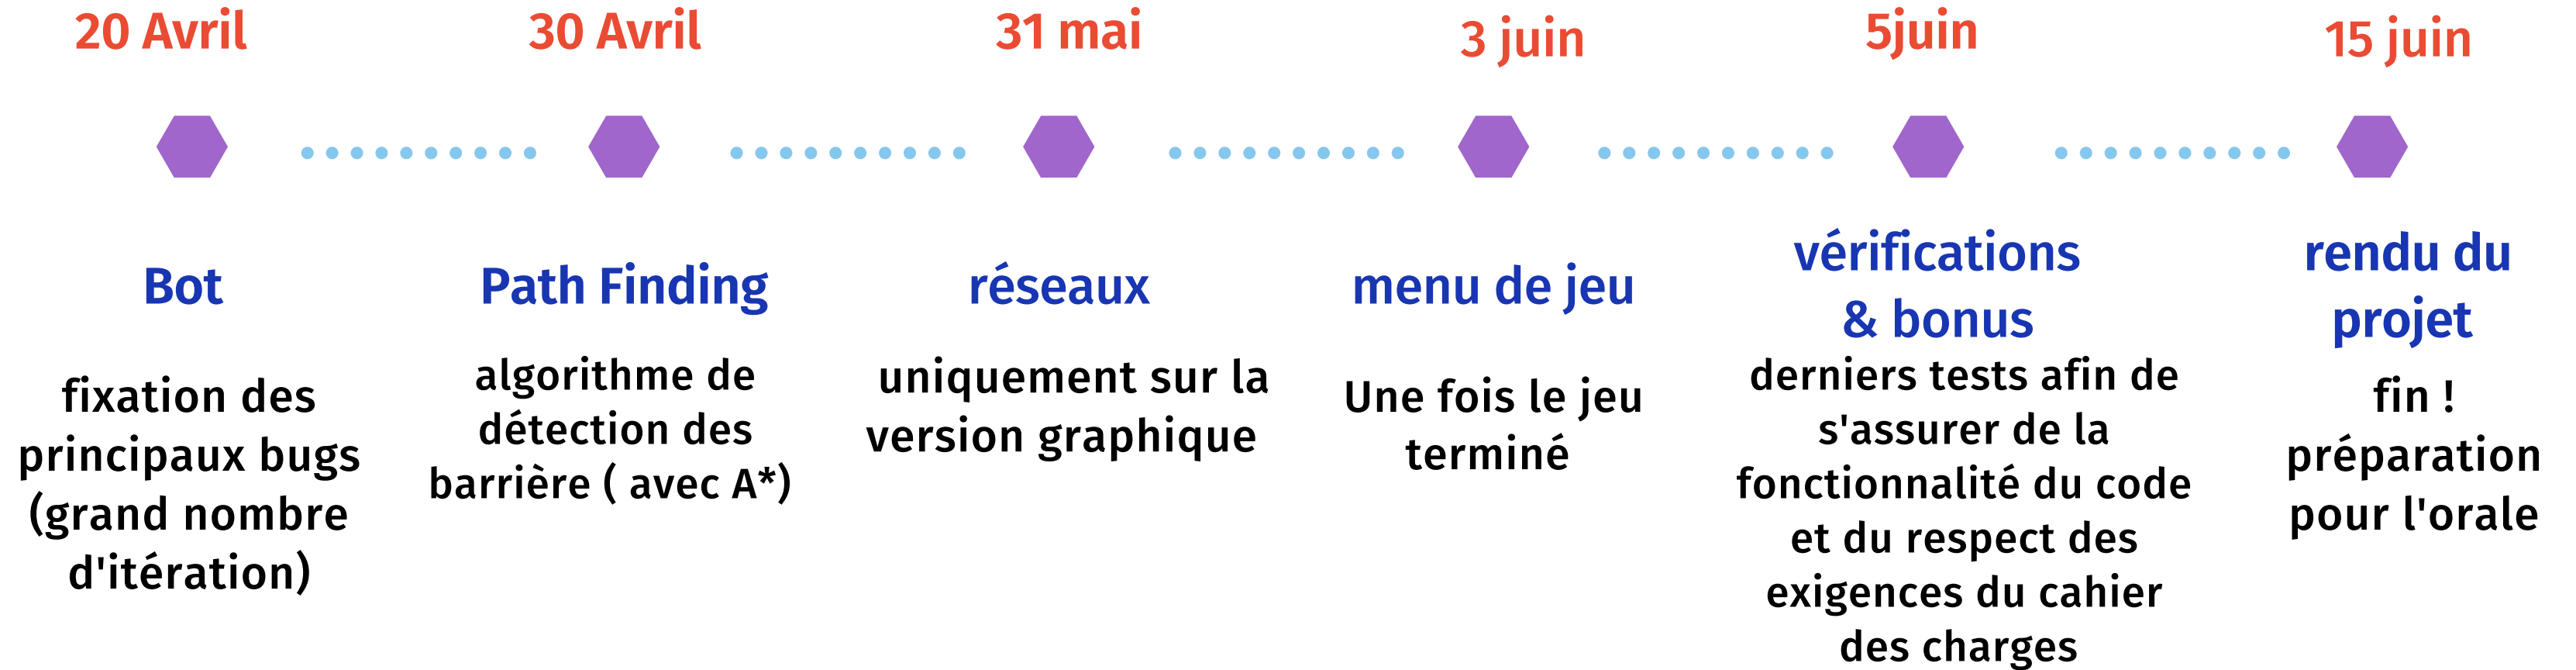 20 Avril
30 Avril
31 mai
3 juin
5juin
15 juin
Bot
fixation des
principaux bugs
(grand nombre
d'itération)
Path Finding
algorithme de
détection des
barrière ( avec A*)
réseaux
uniquement sur la
version graphique
menu de jeu
Une fois le jeu
terminé
vérifications
& bonus
derniers tests afin de
s'assurer de la
fonctionnalité du code
et du respect des
exigences du cahier
des charges
rendu du
projet
fin !
préparation
pour l'orale